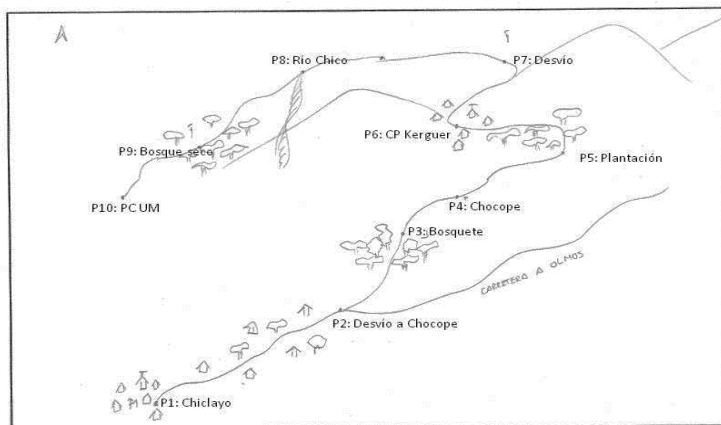 P8: Río Chico
P7: Desvío
P6: CP Kerguer
P9: Bosque seco
P5: Plantación
P10: PC UM
P4: Chocope
P3: Bosquete
CARRETERA A OLMOS
P2: Desvío a Chocope
P1: Chiclayo